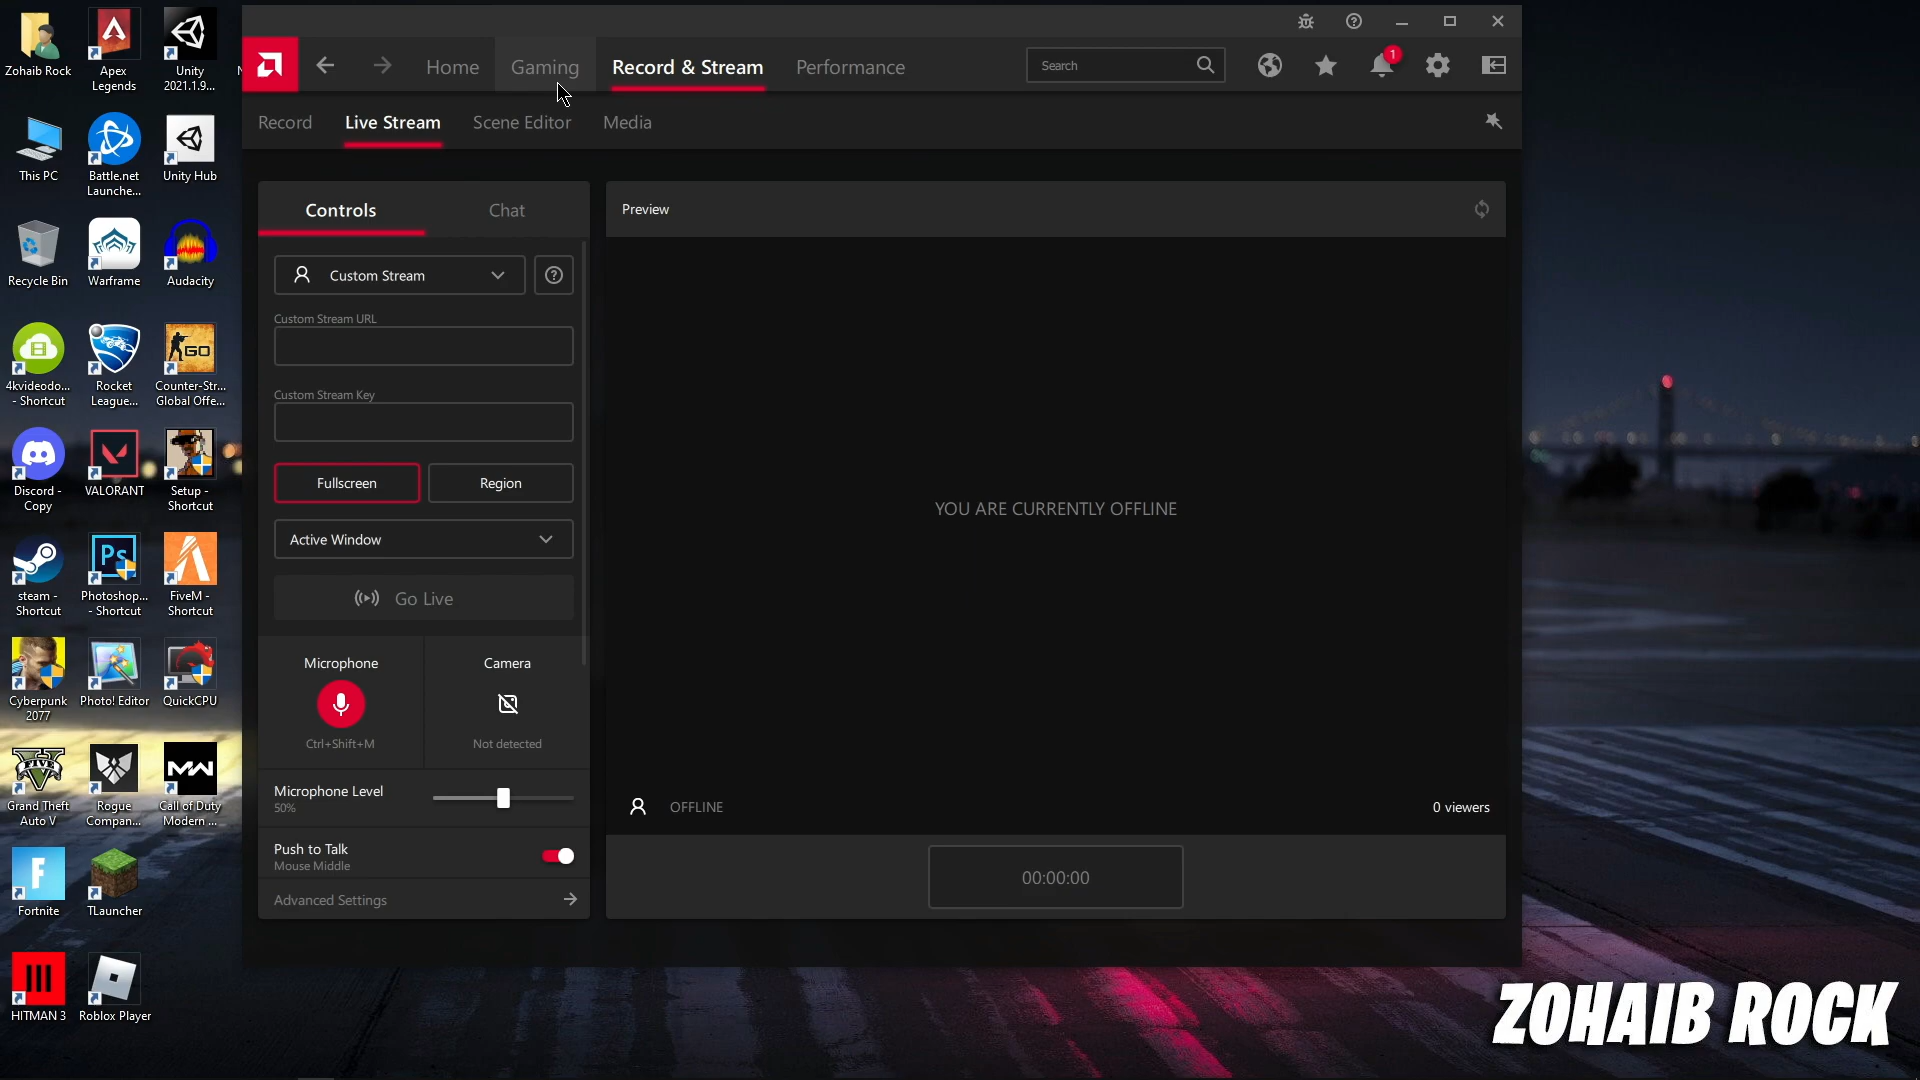 Zohaib Rock
Apex
Legends
Unity
2021.1.9...
This PC
Battle.net
Launche...
Unity Hub
Recycle Bin
Warframe
Audacity
4kvideodo...
- Shortcut
Rocket
League...
Counter-Str...
Global Offe...
Discord -
Copy
VALORANT
Setup -
Shortcut
steam -
Shortcut
Photoshop...
- Shortcut
FiveM -
Shortcut
Cyberpunk
2077
Photo! Editor
QuickCPU
Grand Theft
Auto V
Rogue
Compan...
Call of Duty
Modern ...
Fortnite
TLauncher
HITMAN 3
Roblox Player
Home
Gaming
Record & Stream
Performance
Search
1
Record
Live Stream
Scene Editor
Media
Controls
Chat
Custom Stream
Custom Stream URL
Custom Stream Key
Fullscreen
Region
Active Window
Go Live
Microphone
Ctrl+Shift+M
Camera
Not detected
Microphone Level
50%
Push to Talk
Mouse Middle
Advanced Settings
Preview
YOU ARE CURRENTLY OFFLINE
OFFLINE
0 viewers
00:00:00
ZOHAIB ROCK